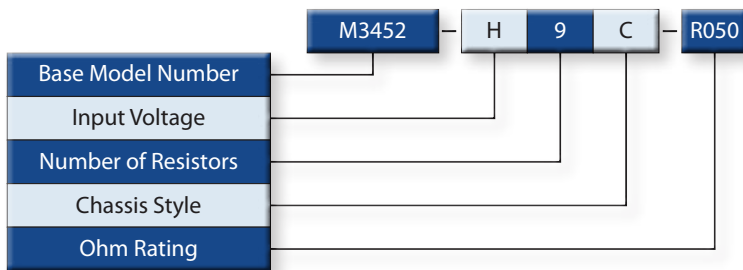 M3452 – H 9 C – R050
Base Model Number
Input Voltage
Number of Resistors
Chassis Style
Ohm Rating